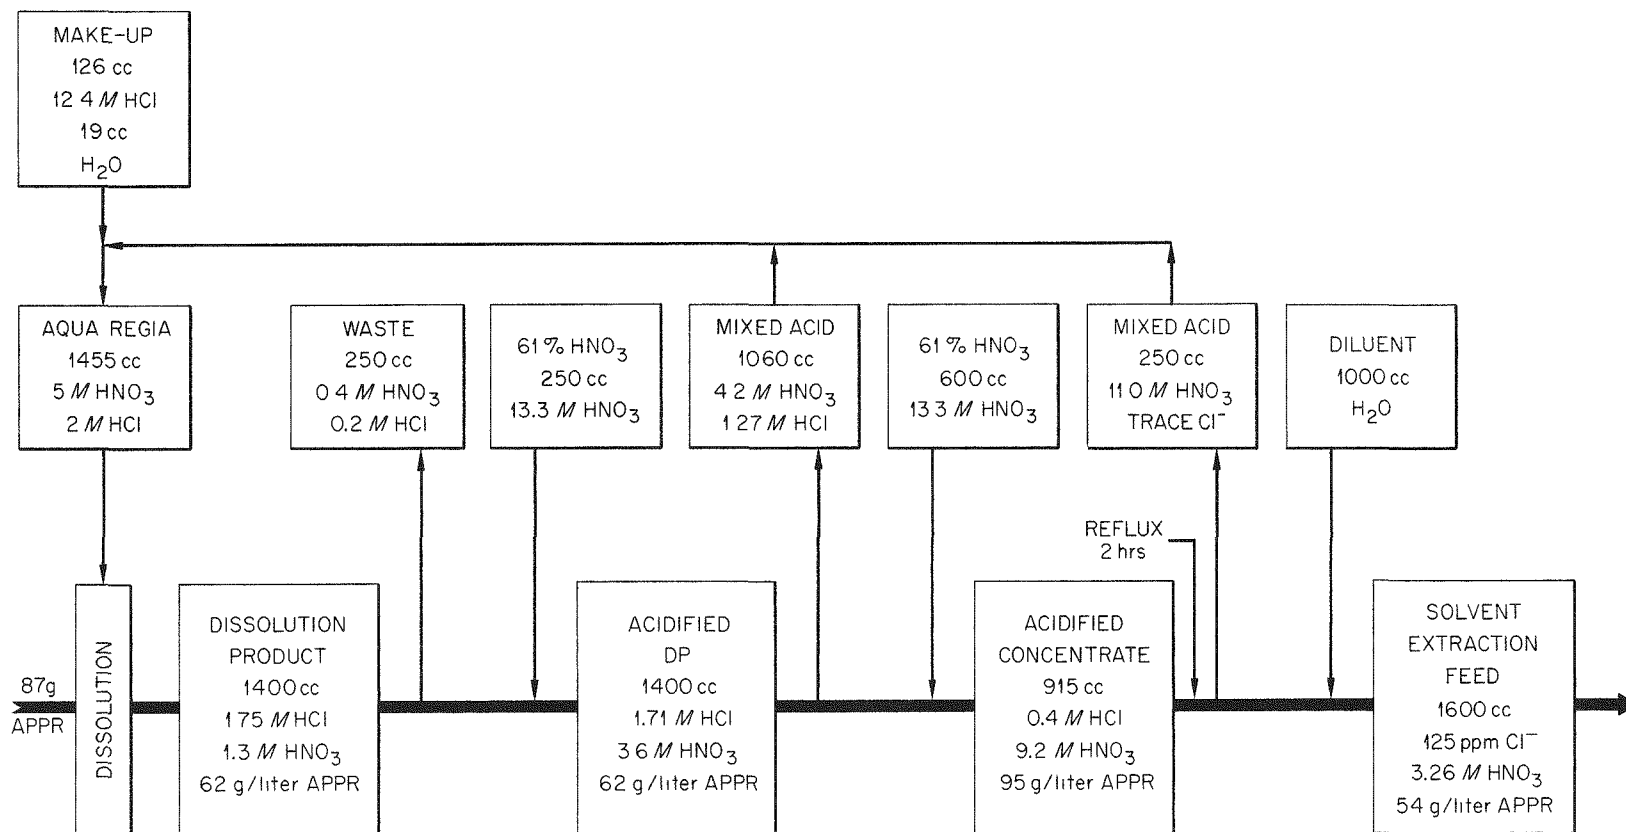 MAKE-UP
126 cc
12 4 M HCl
19 cc
H2O
AQUA REGIA
1455 cc
5 M HNO3
2 M HCl
WASTE
250 cc
0 4 M HNO3
0.2 M HCl
61 % HNO3
250 cc
13.3 M HNO3
MIXED ACID
1060 cc
4 2 M HNO3
1 27 M HCl
61 % HNO3
600 cc
13 3 M HNO3
MIXED ACID
250 cc
11 0 M HNO3
TRACE Cl⁻
DILUENT
1000 cc
H2O
REFLUX
2 hrs
87g
APPR
DISSOLUTION
DISSOLUTION
PRODUCT
1400 cc
1 75 M HCl
1.3 M HNO3
62 g/liter APPR
ACIDIFIED
DP
1400 cc
1.71 M HCl
3 6 M HNO3
62 g/liter APPR
ACIDIFIED
CONCENTRATE
915 cc
0.4 M HCl
9.2 M HNO3
95 g/liter APPR
SOLVENT
EXTRACTION
FEED
1600 cc
125 ppm Cl⁻
3.26 M HNO3
54 g/liter APPR